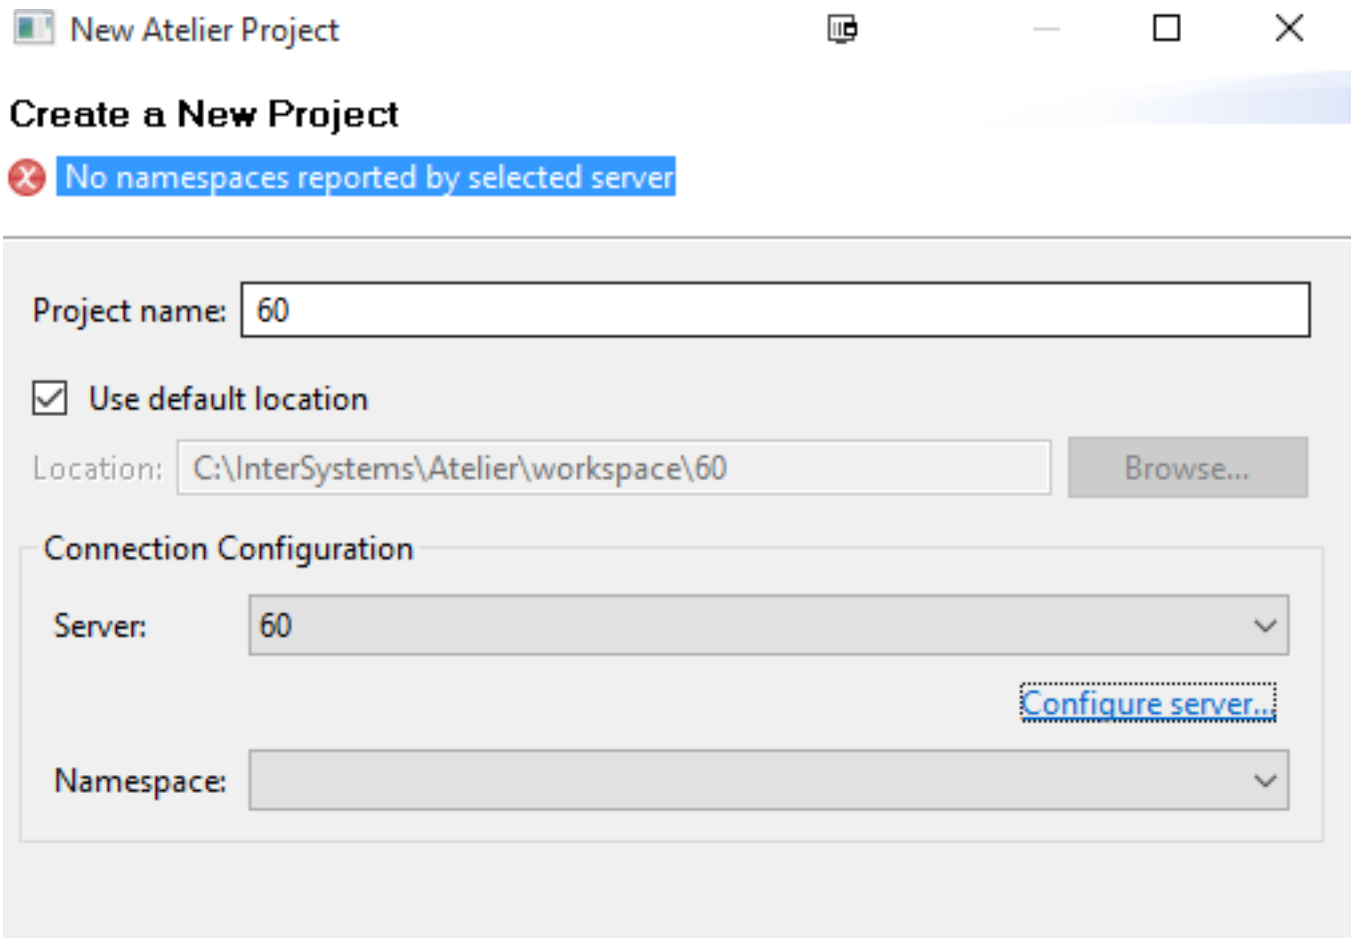 New Atelier Project
Create a New Project
No namespaces reported by selected server
Project name: 60
Use default location
Location: C:\InterSystems\Atelier\workspace\60 Browse...
Connection Configuration
Server: 60
Configure server...
Namespace: